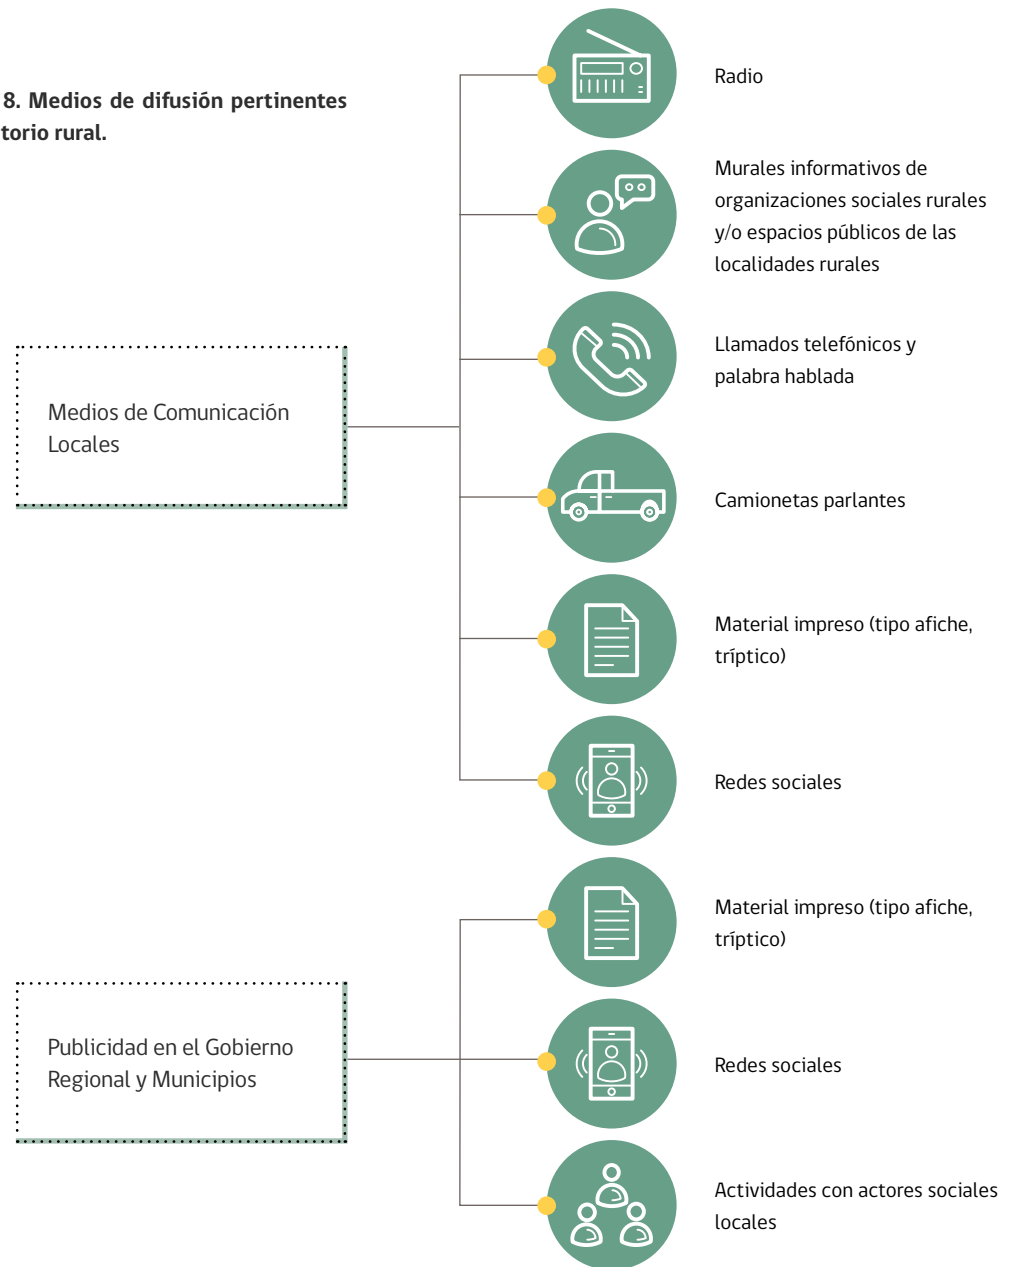 8. Medios de difusión pertinentes
torio rural.
Medios de Comunicación
Locales
Radio
Murales informativos de
organizaciones sociales rurales
y/o espacios públicos de las
localidades rurales
Llamados telefónicos y
palabra hablada
Camionetas parlantes
Material impreso (tipo afiche,
tríptico)
Redes sociales
Publicidad en el Gobierno
Regional y Municipios
Material impreso (tipo afiche,
tríptico)
Redes sociales
Actividades con actores sociales
locales